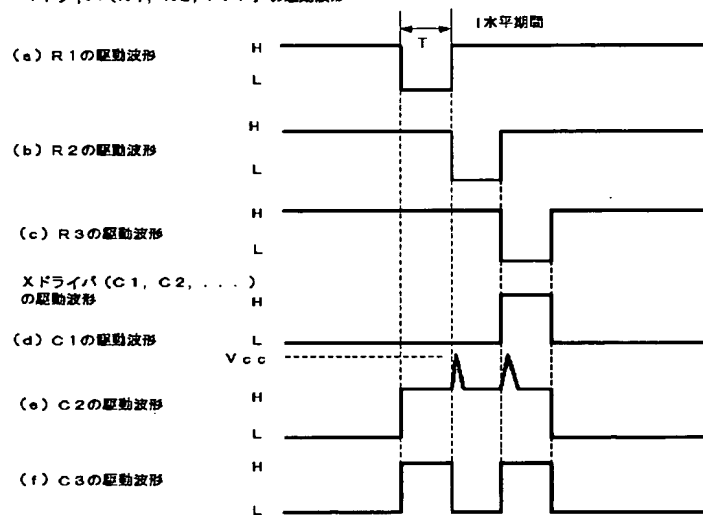 1水平期間
T
(a) R1の駆動波形
H
L
(b) R2の駆動波形
H
L
(c) R3の駆動波形
H
L
Xドライバ (C1, C2, . . . .)
の駆動波形
H
(d) C1の駆動波形
L
Vcc
(e) C2の駆動波形
H
L
(f) C3の駆動波形
H
L